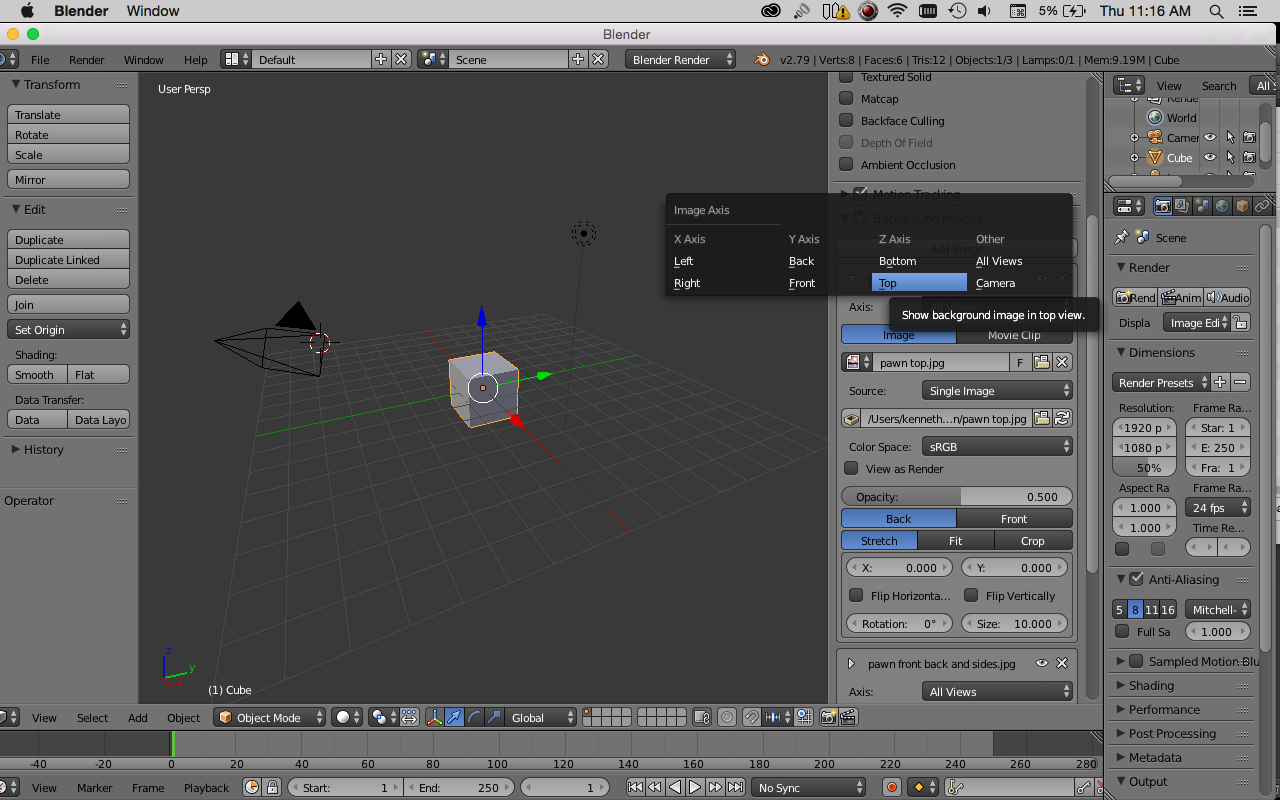 Blender Window 5% Thu 11:16 AM
Blender
File Render Window Help Default Scene Blender Render v2.79 | Verts:8 | Faces:6 | Tris:12 | Objects:1/3 | Lamps:0/1 | Mem:9.19M | Cube
Transform
Translate
Rotate
Scale
Mirror
Edit
Duplicate
Duplicate Linked
Delete
Join
Set Origin
Shading:
Smooth Flat
Data Transfer:
Data Data Layo
History
Operator
User Persp
z
y
x
(1) Cube
Textured Solid
Matcap
Backface Culling
Depth Of Field
Ambient Occlusion
Motion Tracking
Background Images
Add Image
Image Axis
X Axis Y Axis Z Axis Other
Left Back Bottom All Views
Right Front Top Camera
Show background image in top view.
Axis: All Views
Image Movie Clip
pawn top.jpg F
Source: Single Image
/Users/kenneth...n/pawn top.jpg
Color Space: sRGB
View as Render
Opacity: 0.500
Back Front
Stretch Fit Crop
X: 0.000 Y: 0.000
Flip Horizonta... Flip Vertically
Rotation: 0° Size: 10.000
pawn front back and sides.jpg
Axis: All Views
View Search All S
Rende
World
Camer
Cube
Scene
Render
Rend Anim Audio
Displa Image Edi
Dimensions
Render Presets
Resolution: Frame Ra...
1920 p Star: 1
1080 p E: 250
50% Fra: 1
Aspect Ra Frame Ra...
1.000 24 fps
1.000 Time Re...
Anti-Aliasing
5 8 11 16 Mitchell-
Full Sa 1.000
Sampled Motion Blu
Shading
Performance
Post Processing
Metadata
Output
View Select Add Object Object Mode Global
-40 -20 0 20 40 60 80 100 120 140 160 180 200 220 240 260 280
View Marker Frame Playback Start: 1 End: 250 1 No Sync